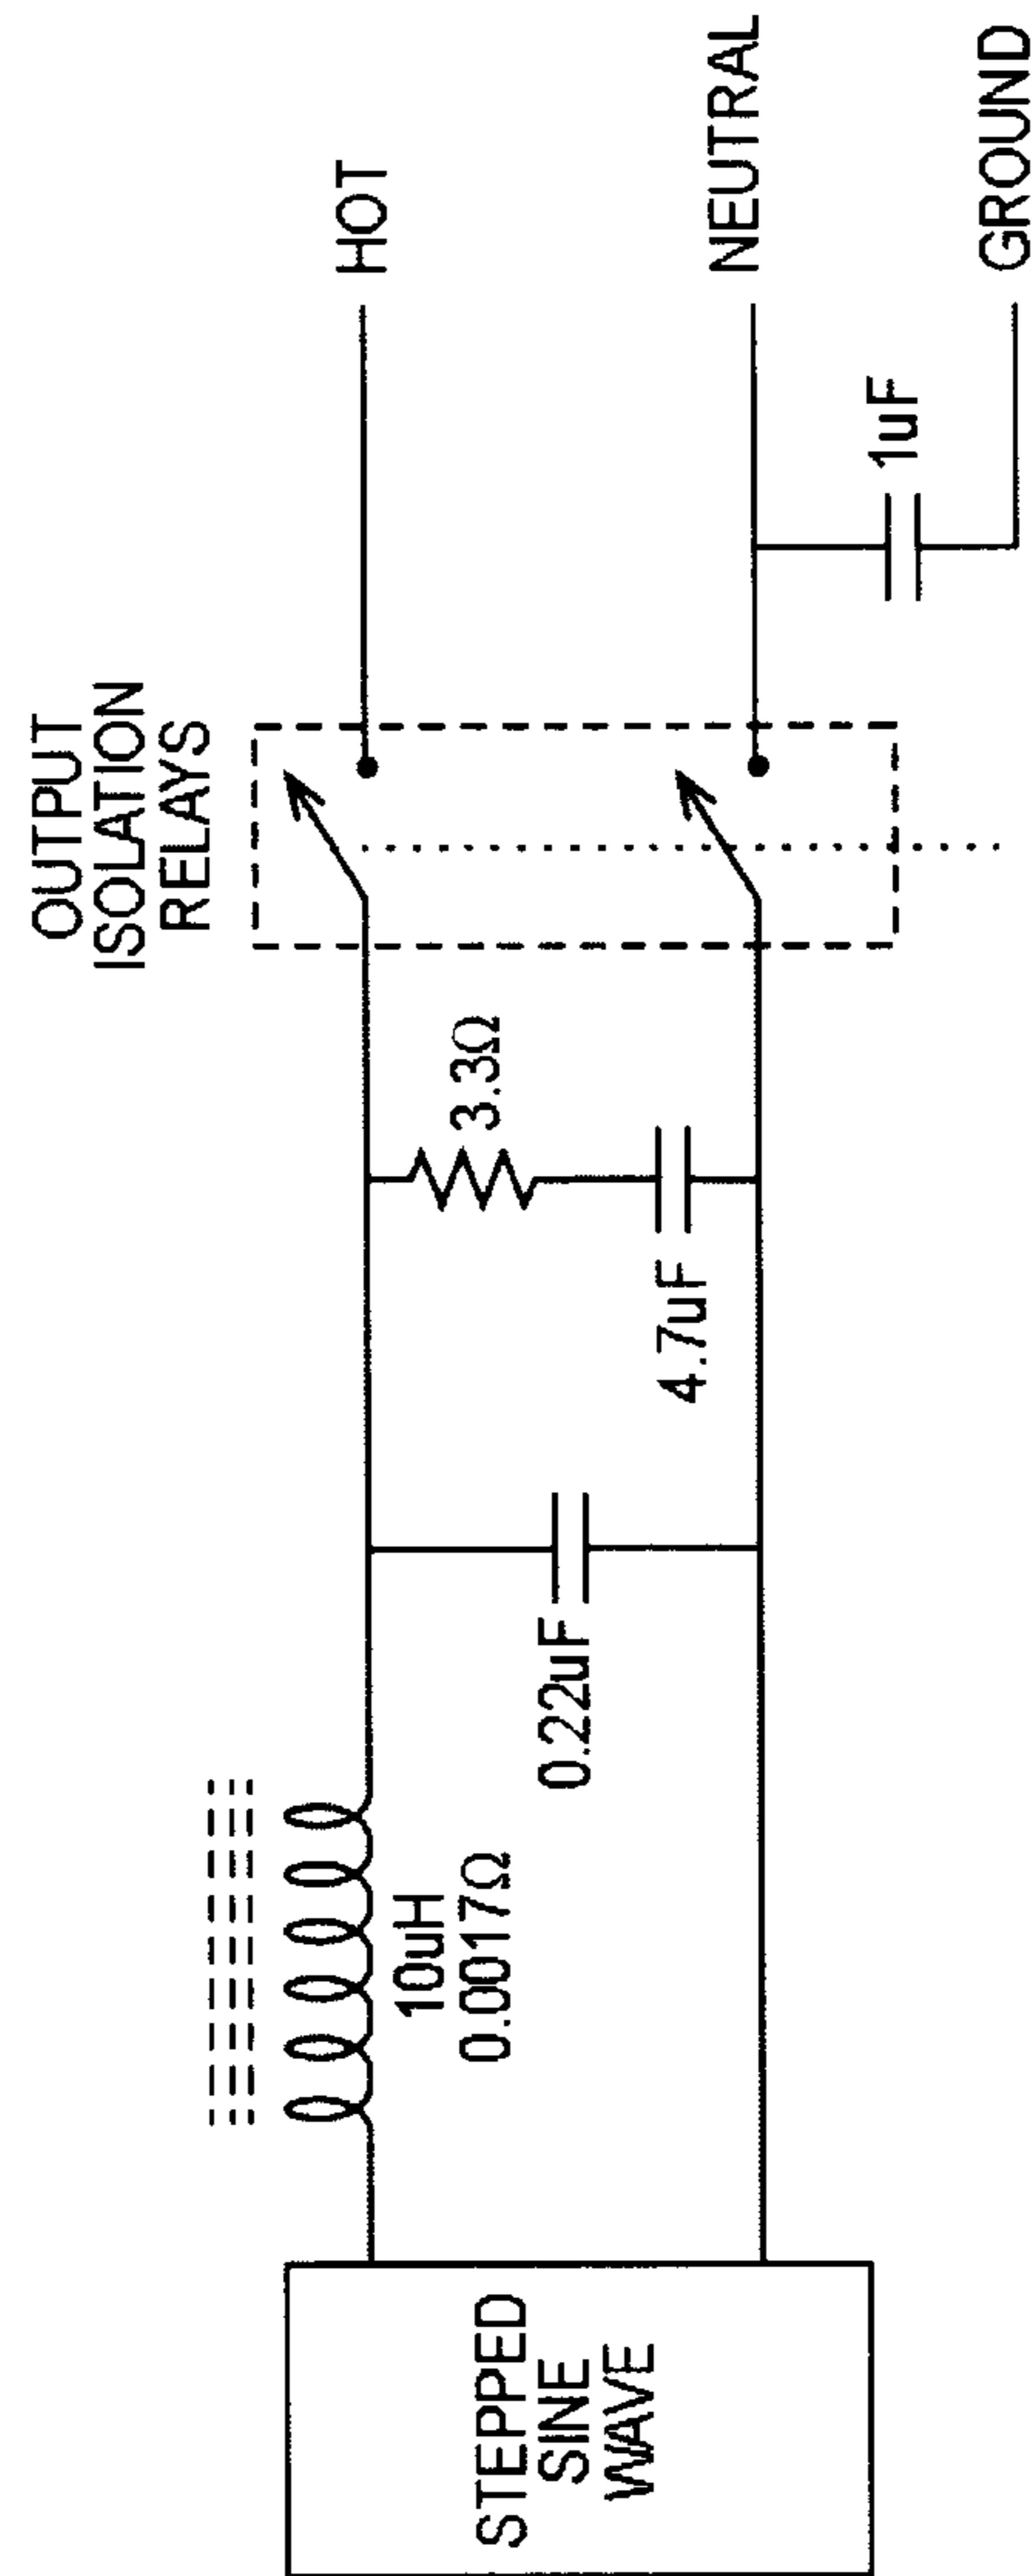 OUTPUT
ISOLATION
RELAYS
HOT
NEUTRAL
GROUND
STEPPED
SINE
WAVE
10uH
0.0017Ω
0.22uF
4.7uF
3.3Ω
1uF